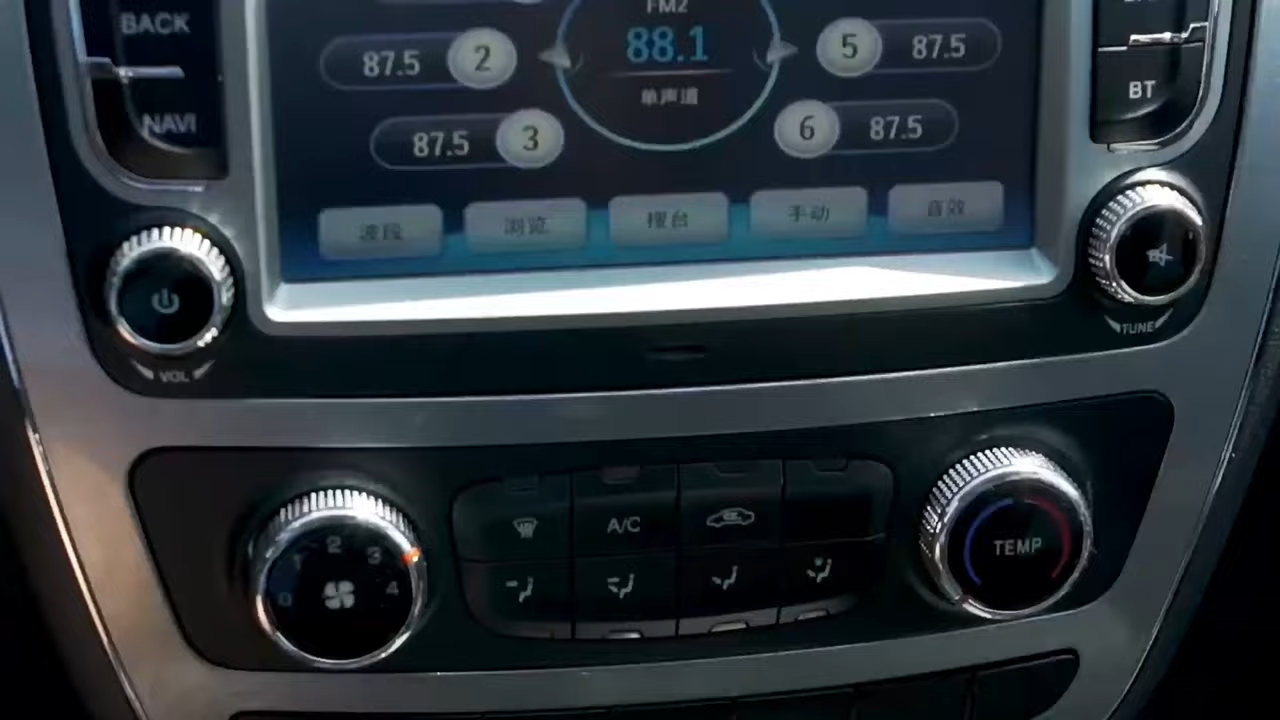 FM2
BACK
87.5 2
88.1
5 87.5
单声道
BT
NAVI
87.5 3
6 87.5
波段
浏览
搜台
手动
音效
VOL
TUNE
2
3
4
0
A/C
TEMP